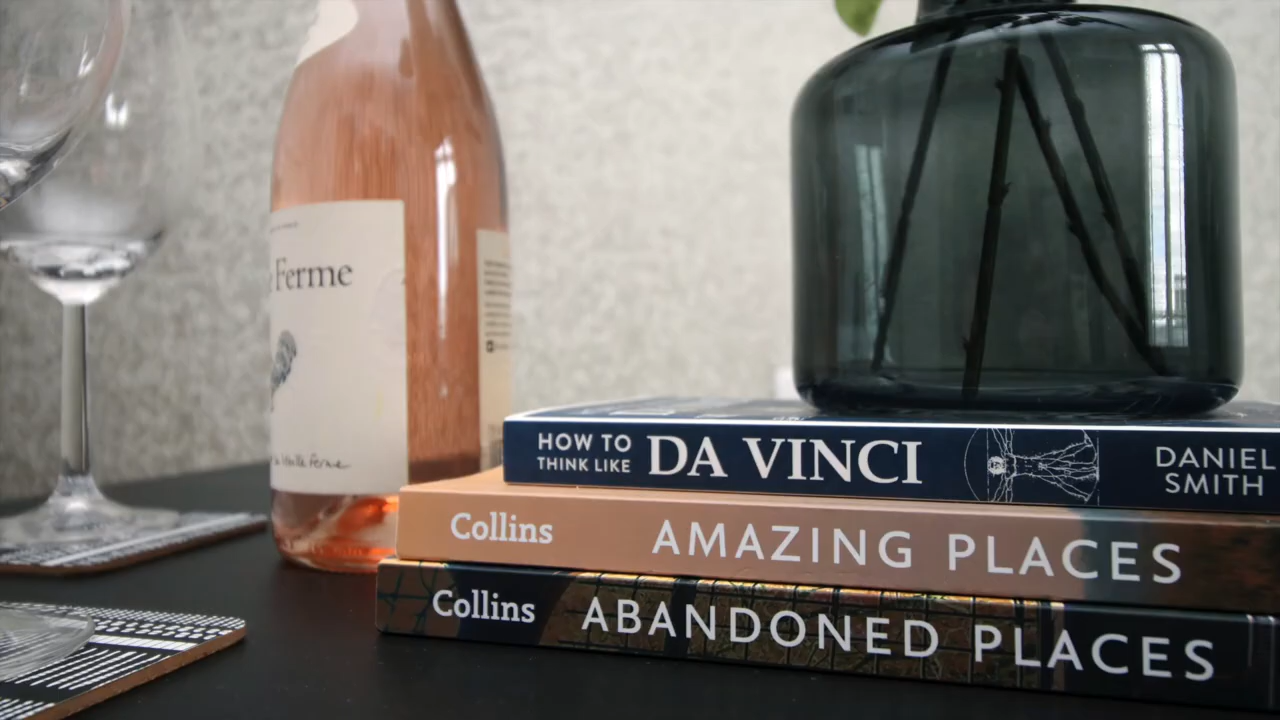 Ferme
HOW TO
THINK LIKE
DA VINCI
DANIEL
SMITH
Collins
AMAZING PLACES
Collins
ABANDONED PLACES